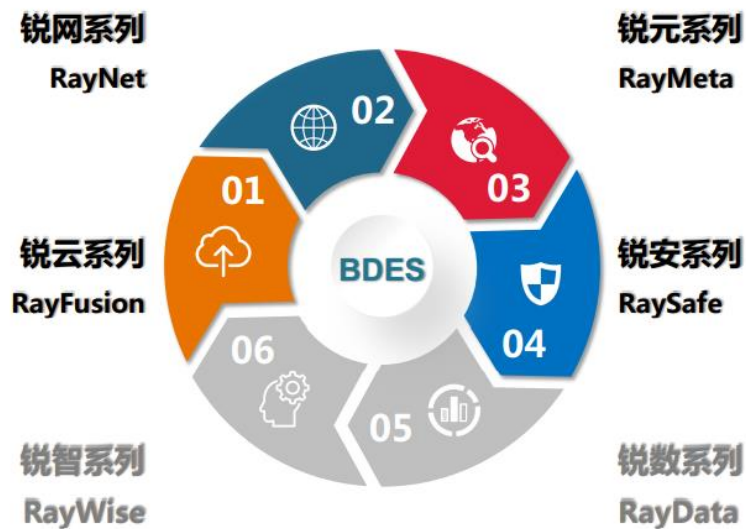 锐网系列
RayNet
锐元系列
RayMeta
02
03
01
锐云系列
RayFusion
BDES
锐安系列
RaySafe
04
06
05
锐智系列
RayWise
锐数系列
RayData